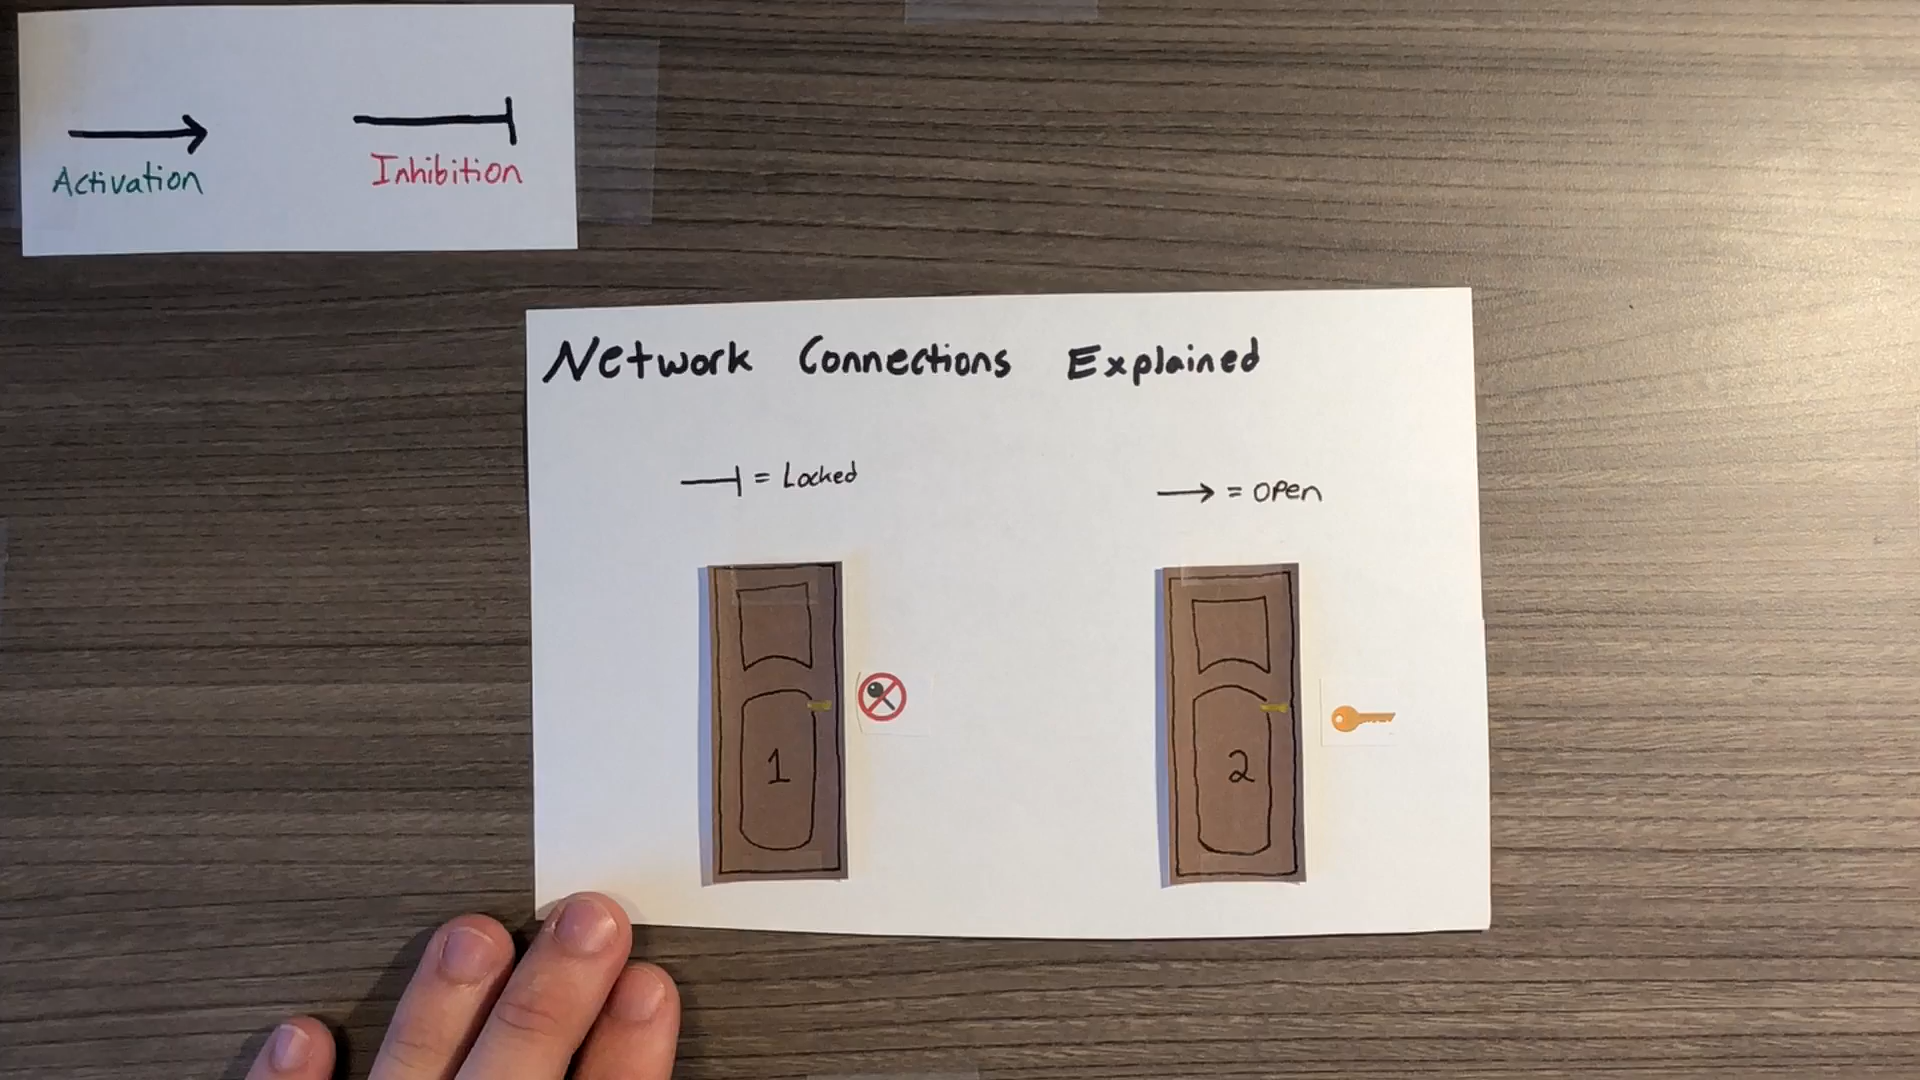 Activation
Inhibition
Network Connections Explained
= Locked
= open
1
2